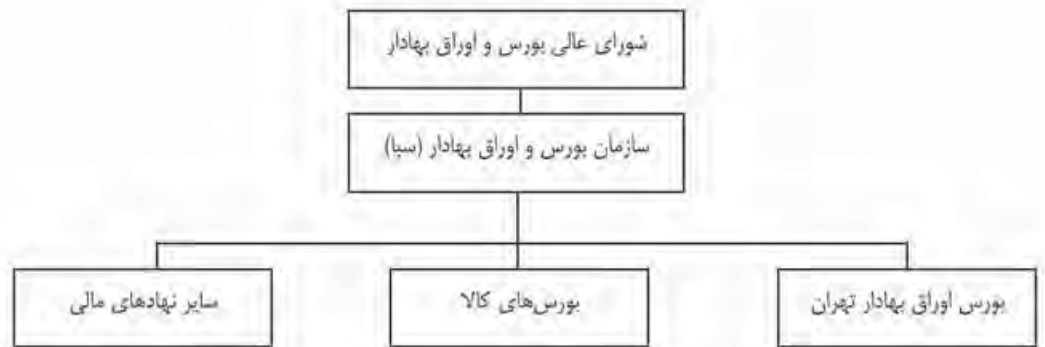 شورای عالی بورس و اوراق بهادار
سازمان بورس و اوراق بهادار (سبا)
بورس اوراق بهادار تهران
بورس‌های کالا
سایر نهادهای مالی